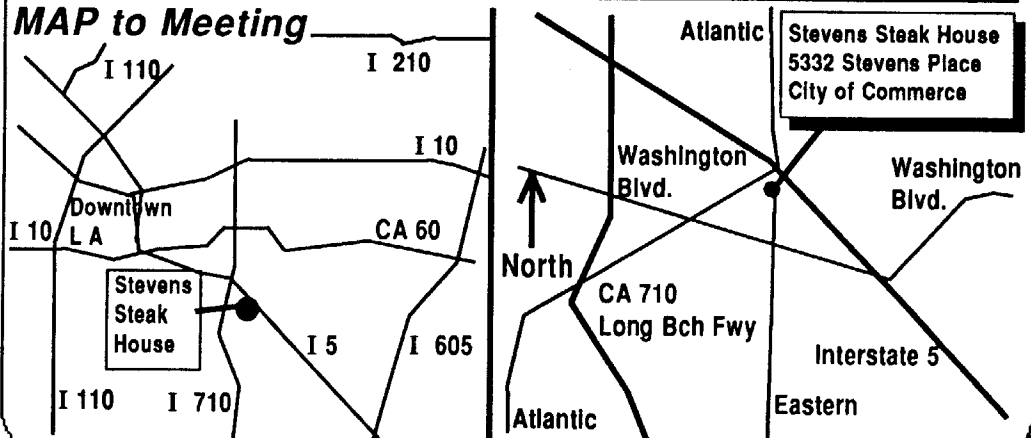 MAP to Meeting
I 110
I 210
I 10
Downtown
L A
I 10
CA 60
Stevens
Steak
House
I 5
I 605
I 110
I 710
Atlantic
Stevens Steak House
5332 Stevens Place
City of Commerce
Washington
Blvd.
Washington
Blvd.
North
CA 710
Long Bch Fwy
Interstate 5
Atlantic
Eastern